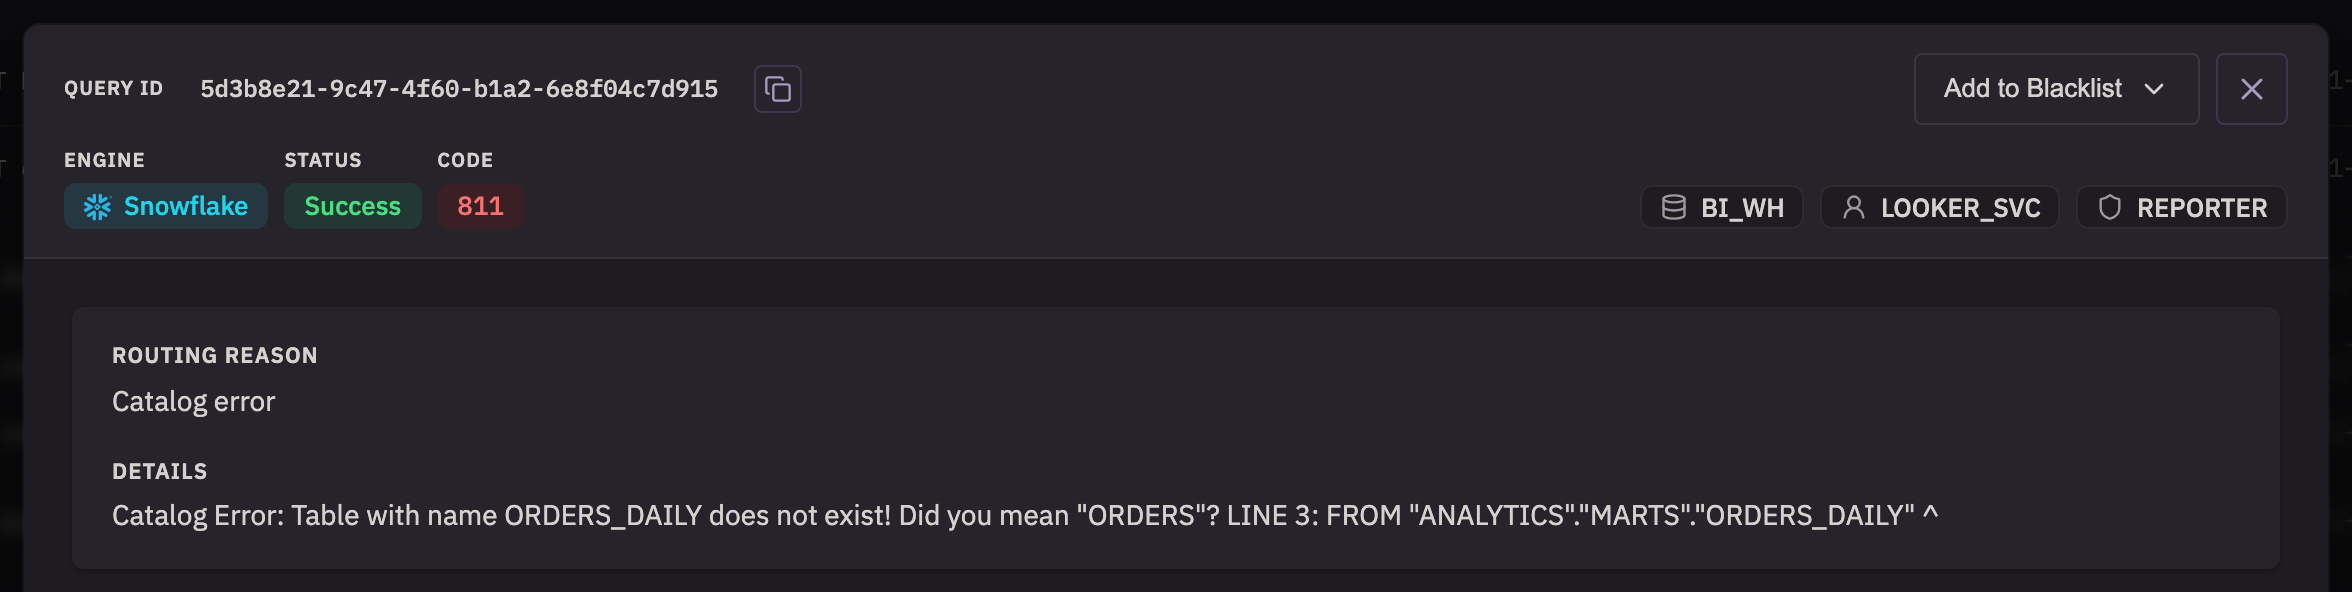 QUERY ID 5d3b8e21-9c47-4f60-b1a2-6e8f04c7d915 Add to Blacklist
ENGINE STATUS CODE
Snowflake Success 811 BI_WH LOOKER_SVC REPORTER
ROUTING REASON
Catalog error
DETAILS
Catalog Error: Table with name ORDERS_DAILY does not exist! Did you mean "ORDERS"? LINE 3: FROM "ANALYTICS"."MARTS"."ORDERS_DAILY" ^